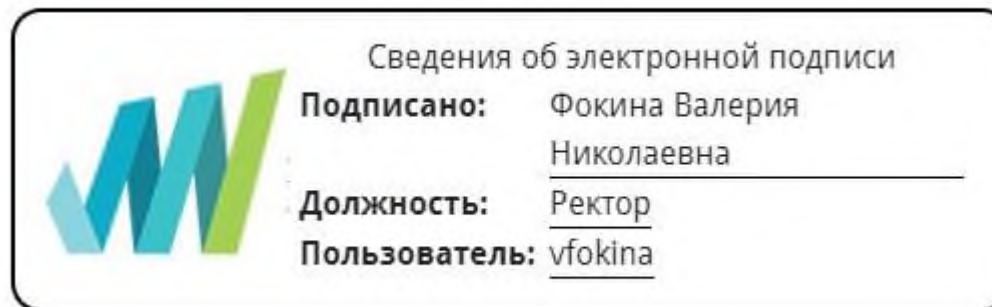 Сведения об электронной подписи
Подписано: Фокина Валерия
Николаевна
Должность: Ректор
Пользователь: vfokina